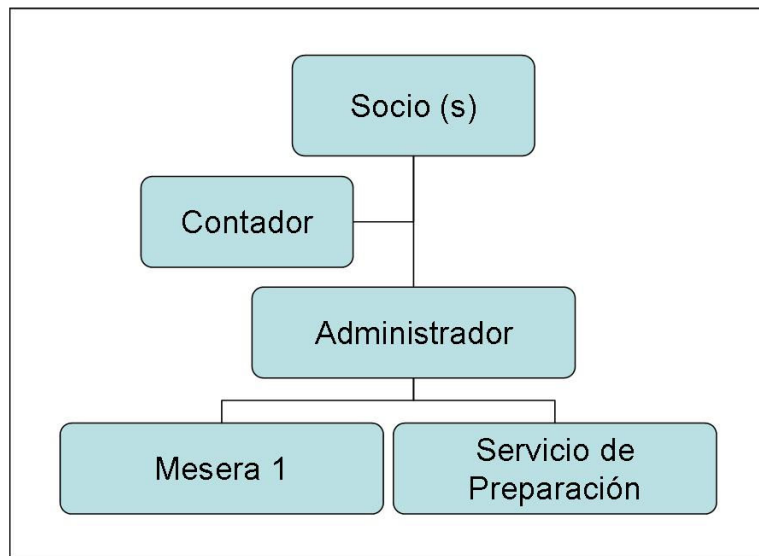 Socio (s)
Contador
Administrador
Mesera 1
Servicio de
Preparación